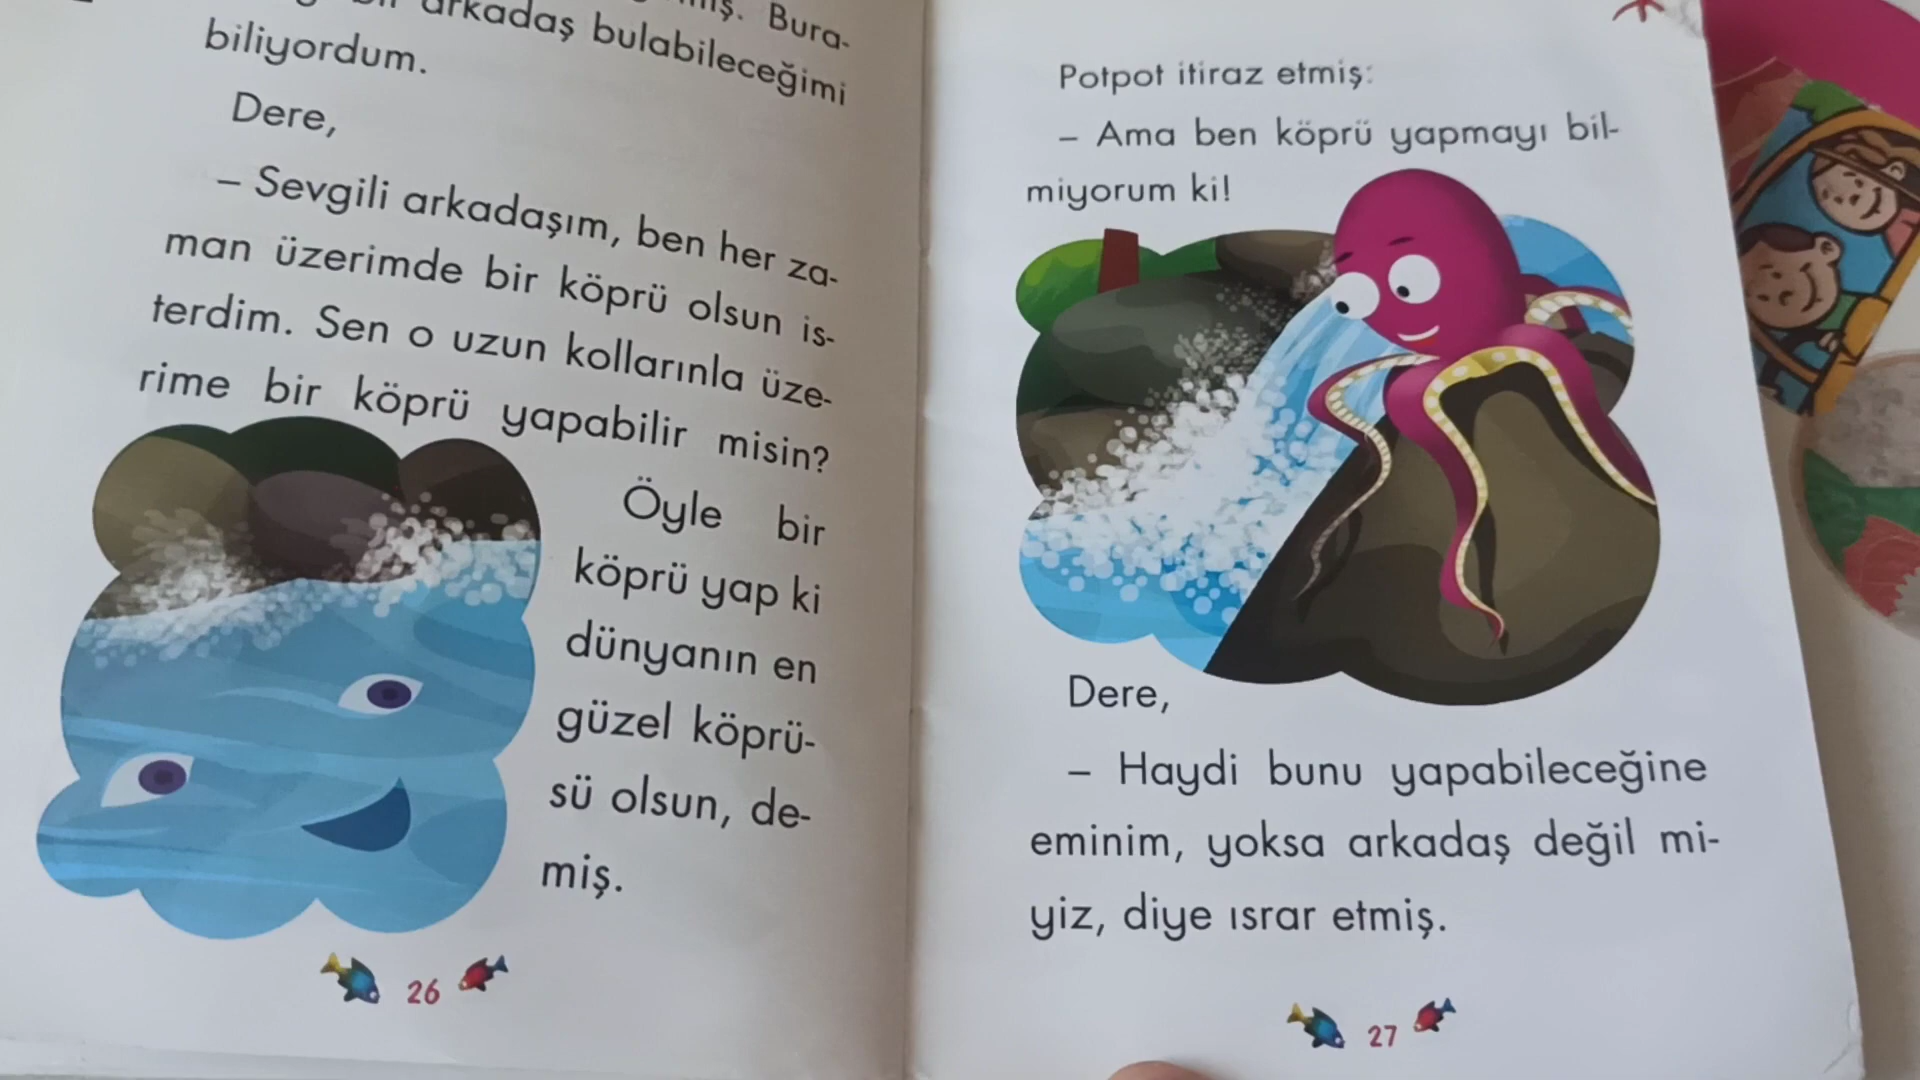 arkadaş bulabileceğimi
biliyordum.
Dere,
– Sevgili arkadaşım, ben her za-
man üzerimde bir köprü olsun is-
terdim. Sen o uzun kollarınla üze-
rime bir köprü yapabilir misin?
Öyle bir
köprü yap ki
dünyanın en
güzel köprü-
sü olsun, de-
miş.
26
Potpot itiraz etmiş:
– Ama ben köprü yapmayı bil-
miyorum ki!
Dere,
– Haydi bunu yapabileceğine
eminim, yoksa arkadaş değil mi-
yiz, diye ısrar etmiş.
27